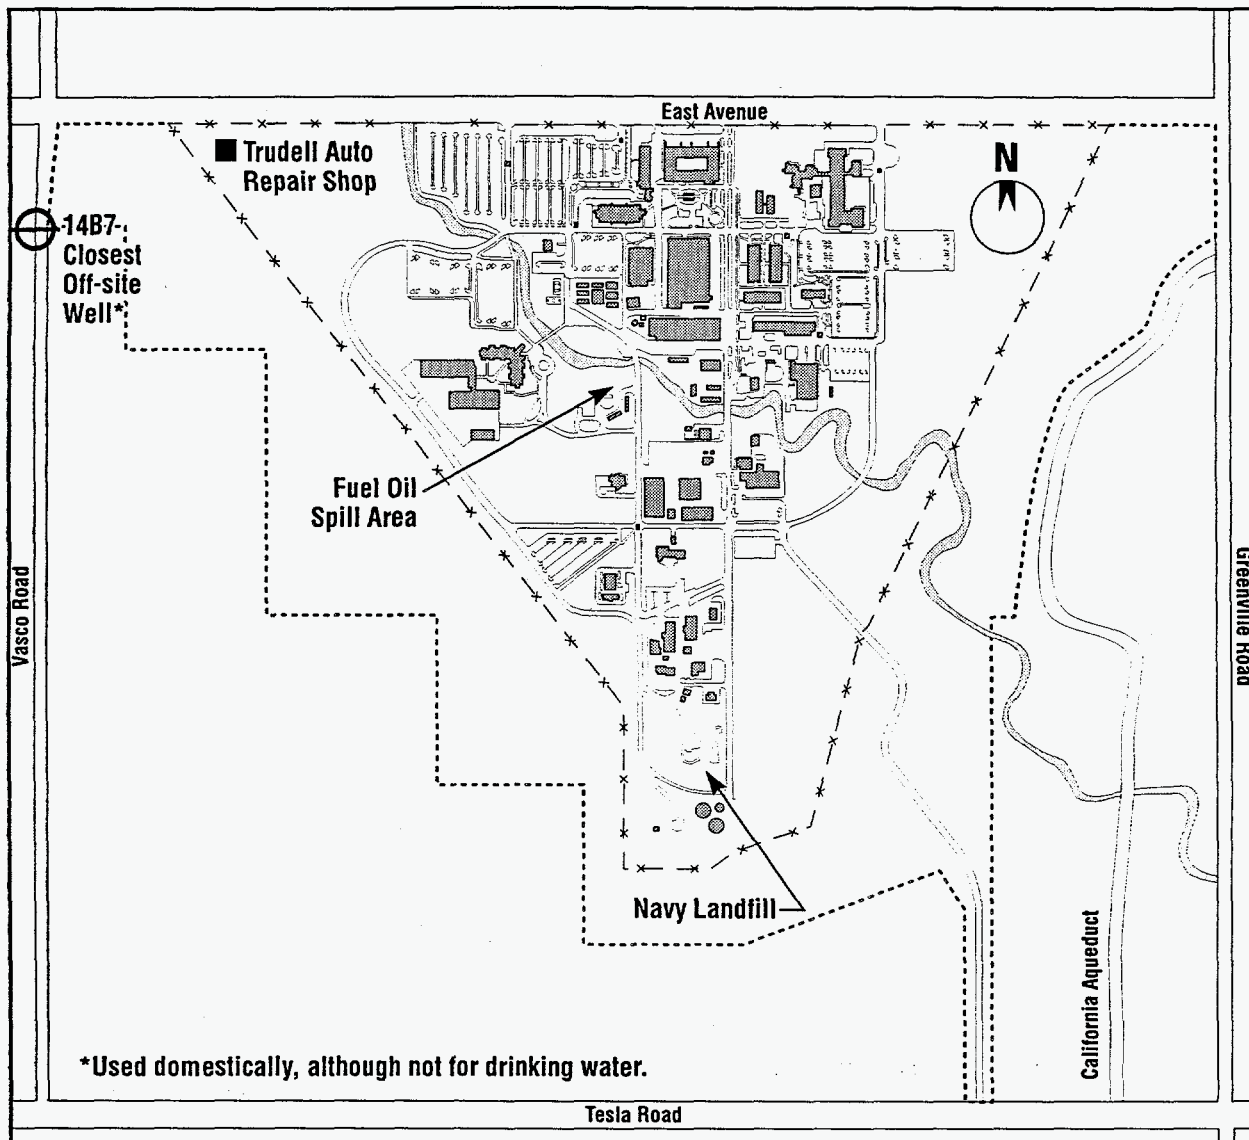 East Avenue
Trudell Auto
Repair Shop
N
14B7-
Closest
Off-site
Well*
Fuel Oil
Spill Area
Vasco Road
Greenville Road
Navy Landfill
California Aqueduct
*Used domestically, although not for drinking water.
Tesla Road